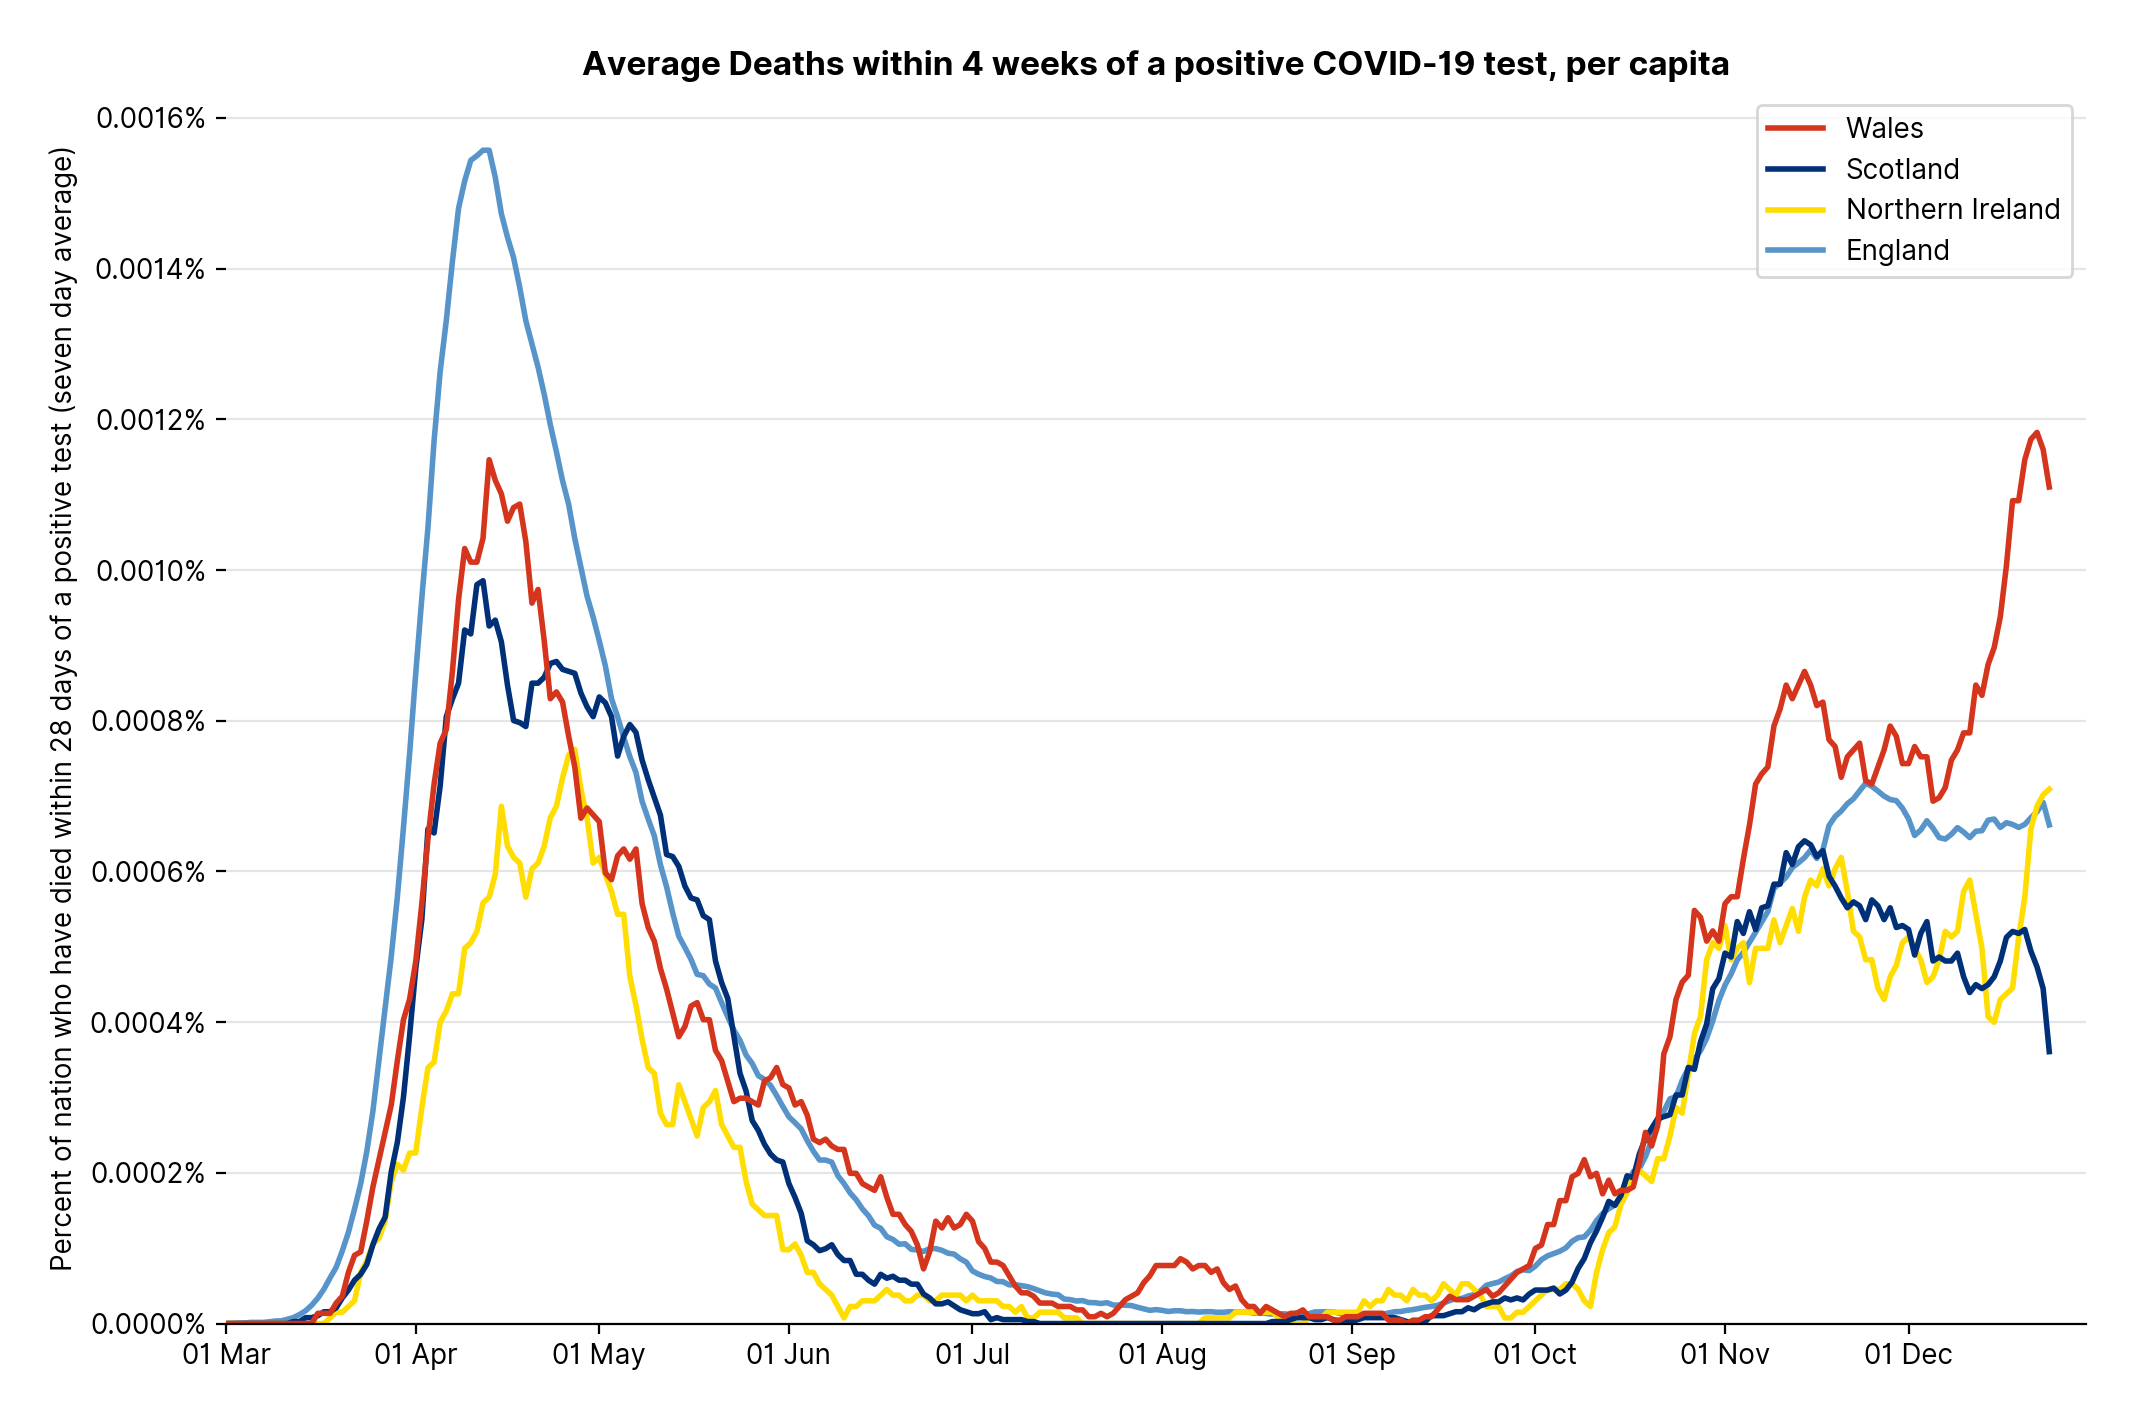 Average Deaths within 4 weeks of a positive COVID-19 test, per capita
Percent of nation who have died within 28 days of a positive test (seven day average)
0.0016%
0.0014%
0.0012%
0.0010%
0.0008%
0.0006%
0.0004%
0.0002%
0.0000%
01 Mar
01 Apr
01 May
01 Jun
01 Jul
01 Aug
01 Sep
01 Oct
01 Nov
01 Dec
Wales
Scotland
Northern Ireland
England